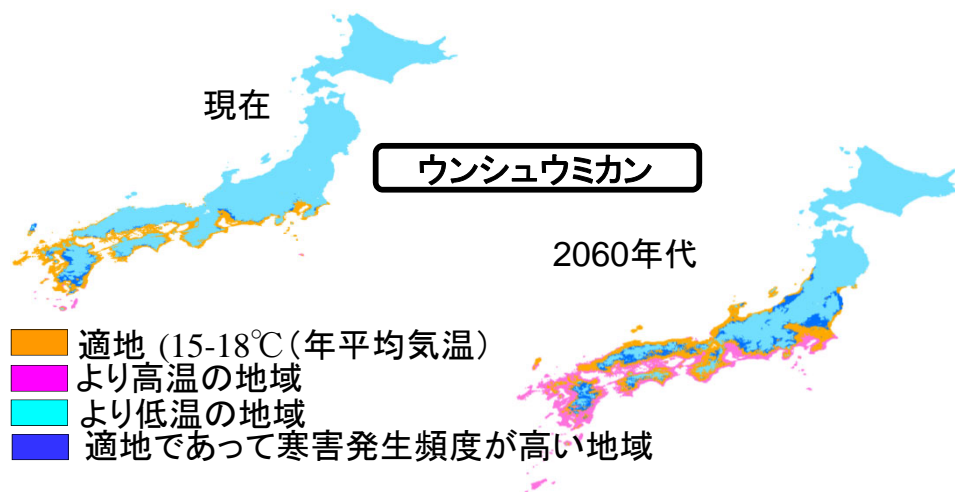 現在
ウンシュウミカン
2060年代
適地 (15-18℃(年平均気温)
より高温の地域
より低温の地域
適地であって寒害発生頻度が高い地域